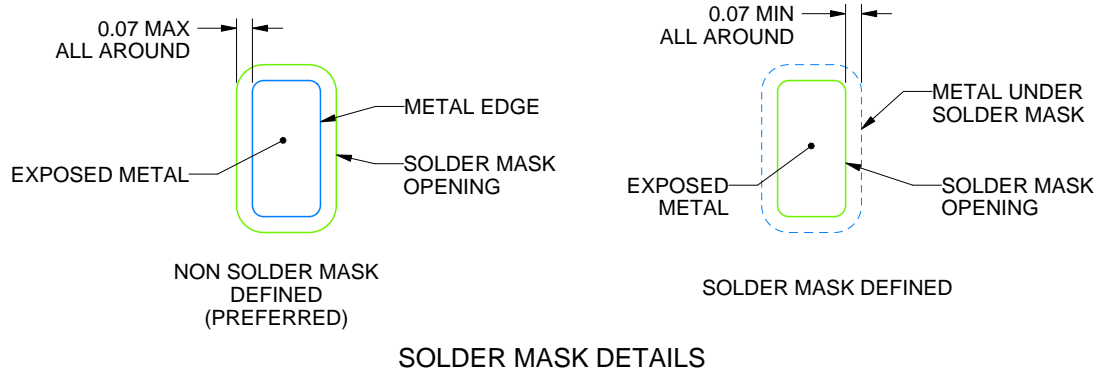 0.07 MAX
ALL AROUND
METAL EDGE
EXPOSED METAL
SOLDER MASK
OPENING
NON SOLDER MASK
DEFINED
(PREFERRED)
0.07 MIN
ALL AROUND
METAL UNDER
SOLDER MASK
EXPOSED
METAL
SOLDER MASK
OPENING
SOLDER MASK DEFINED
SOLDER MASK DETAILS